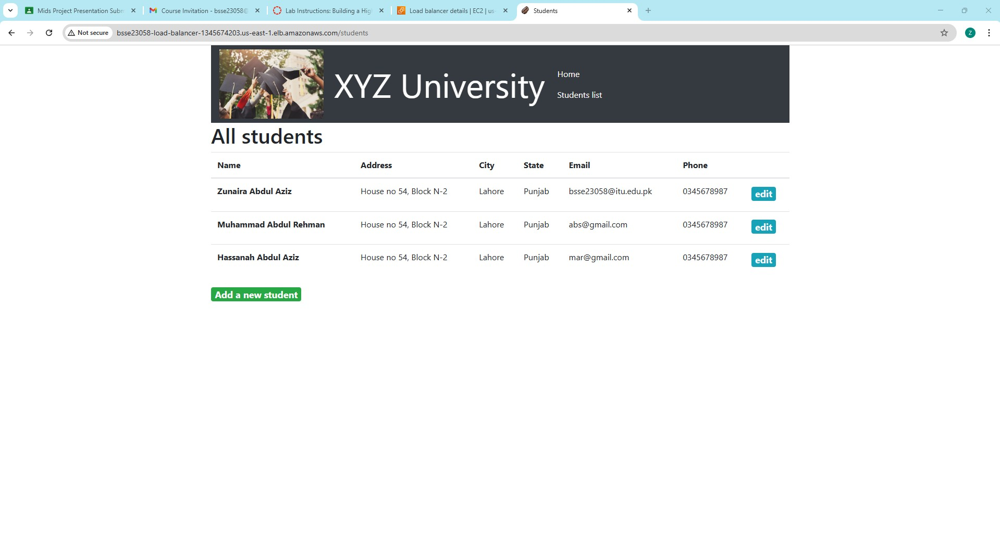 Mids Project Presentation Subm
Course Invitation - bsse23058@
Lab Instructions: Building a Hig
Load balancer details | EC2 | us-
Students
Not secure
bsse23058-load-balancer-1345674203.us-east-1.elb.amazonaws.com/students
Z
XYZ University
Home
Students list
All students
Name Address City State Email Phone
Zunaira Abdul Aziz House no 54, Block N-2 Lahore Punjab bsse23058@itu.edu.pk 0345678987 edit
Muhammad Abdul Rehman House no 54, Block N-2 Lahore Punjab abs@gmail.com 0345678987 edit
Hassanah Abdul Aziz House no 54, Block N-2 Lahore Punjab mar@gmail.com 0345678987 edit
Add a new student